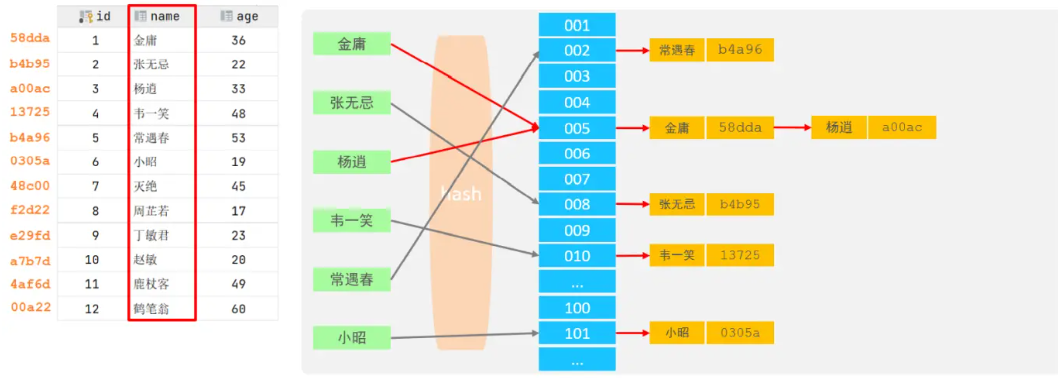 id name age
58dda 1 金庸 36
b4b95 2 张无忌 22
a00ac 3 杨逍 33
13725 4 韦一笑 48
b4a96 5 常遇春 53
0305a 6 小昭 19
48c00 7 灭绝 45
f2d22 8 周芷若 17
e29fd 9 丁敏君 23
a7b7d 10 赵敏 20
4af6d 11 鹿杖客 49
00a22 12 鹤笔翁 60
金庸
张无忌
杨逍
韦一笑
常遇春
小昭
hash
001
002
003
004
005
006
007
008
009
010
...
100
101
...
常遇春 b4a96
金庸 58dda 杨逍 a00ac
张无忌 b4b95
韦一笑 13725
小昭 0305a